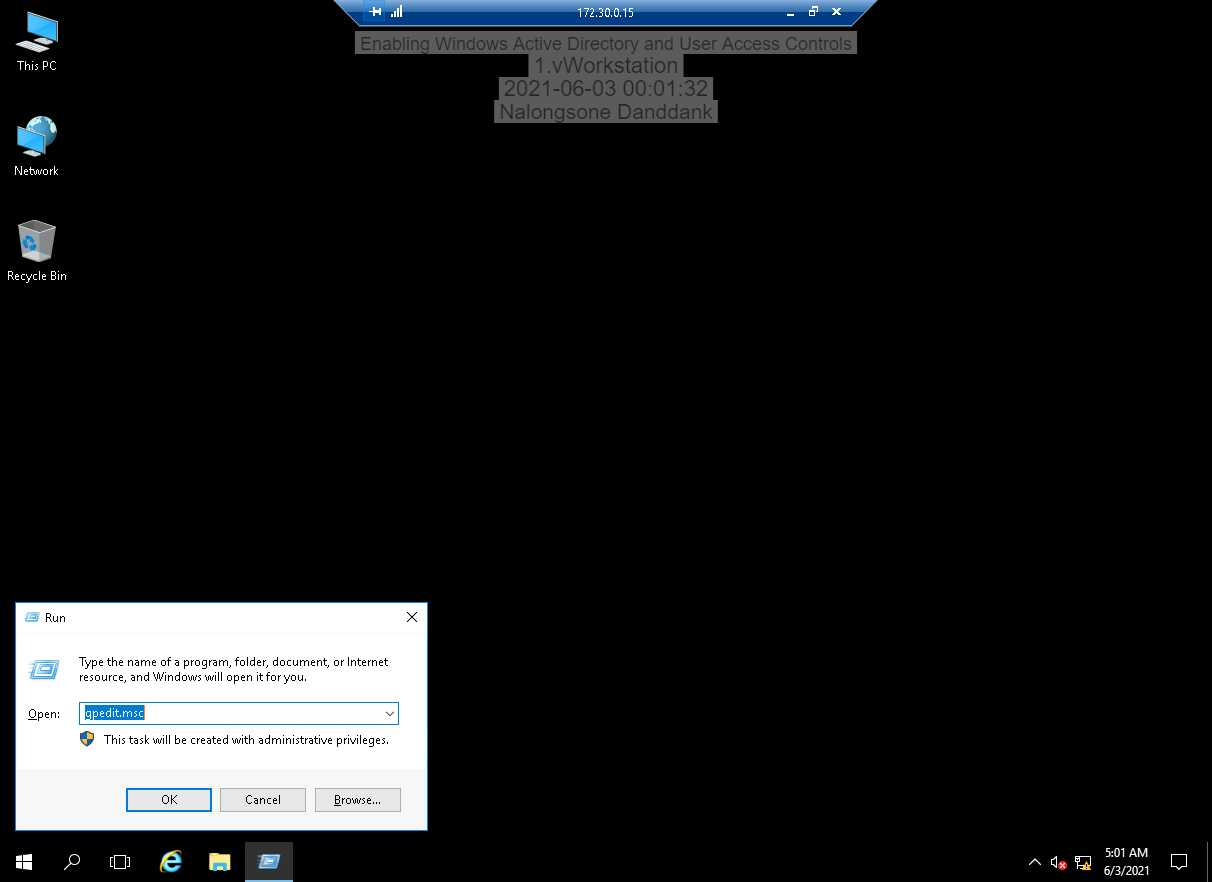 172.30.0.15
Enabling Windows Active Directory and User Access Controls
1.vWorkstation
2021-06-03 00:01:32
Nalongsone Danddank
This PC
Network
Recycle Bin
Run
Type the name of a program, folder, document, or Internet
resource, and Windows will open it for you.
Open: gpedit.msc
This task will be created with administrative privileges.
OK Cancel Browse...
5:01 AM
6/3/2021